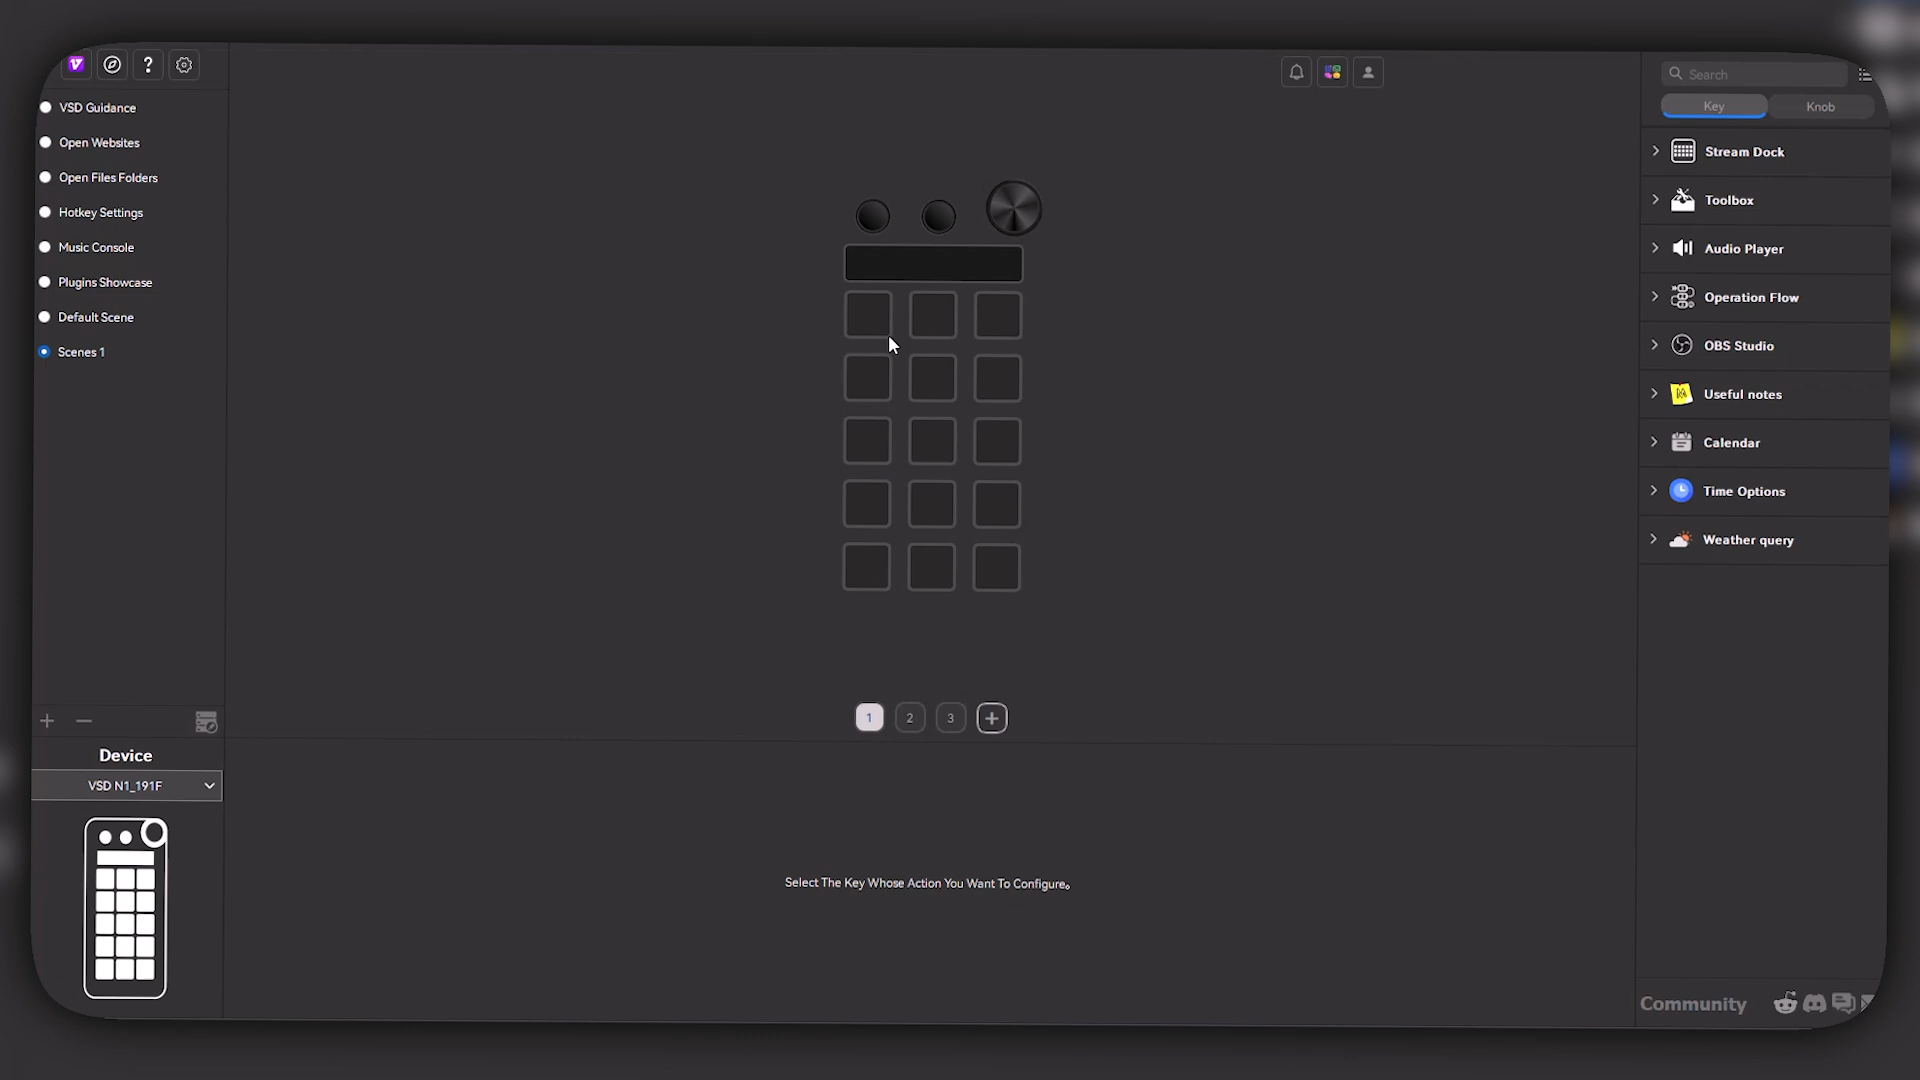 VSD Guidance
Open Websites
Open Files Folders
Hotkey Settings
Music Console
Plugins Showcase
Default Scene
Scenes 1
Device
VSD N1_191F
1 2 3 +
Select The Key Whose Action You Want To Configure。
Search
Key Knob
Stream Dock
Toolbox
Audio Player
Operation Flow
OBS Studio
Useful notes
Calendar
Time Options
Weather query
Community